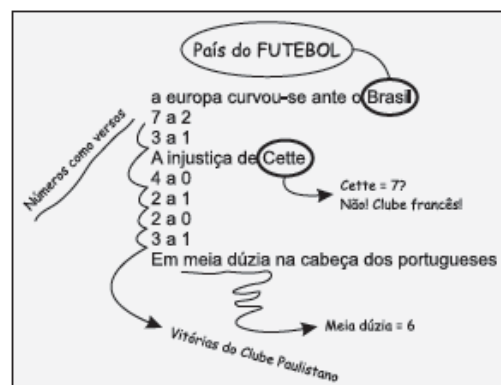 País do FUTEBOL
a europa curvou-se ante o Brasil
7 a 2
3 a 1
A injustiça de Cette
4 a 0
2 a 1
2 a 0
3 a 1
Em meia dúzia na cabeça dos portugueses
Números como versos
Cette = 7?
Não! Clube francês!
Meia dúzia = 6
Vitórias do Clube Paulistano